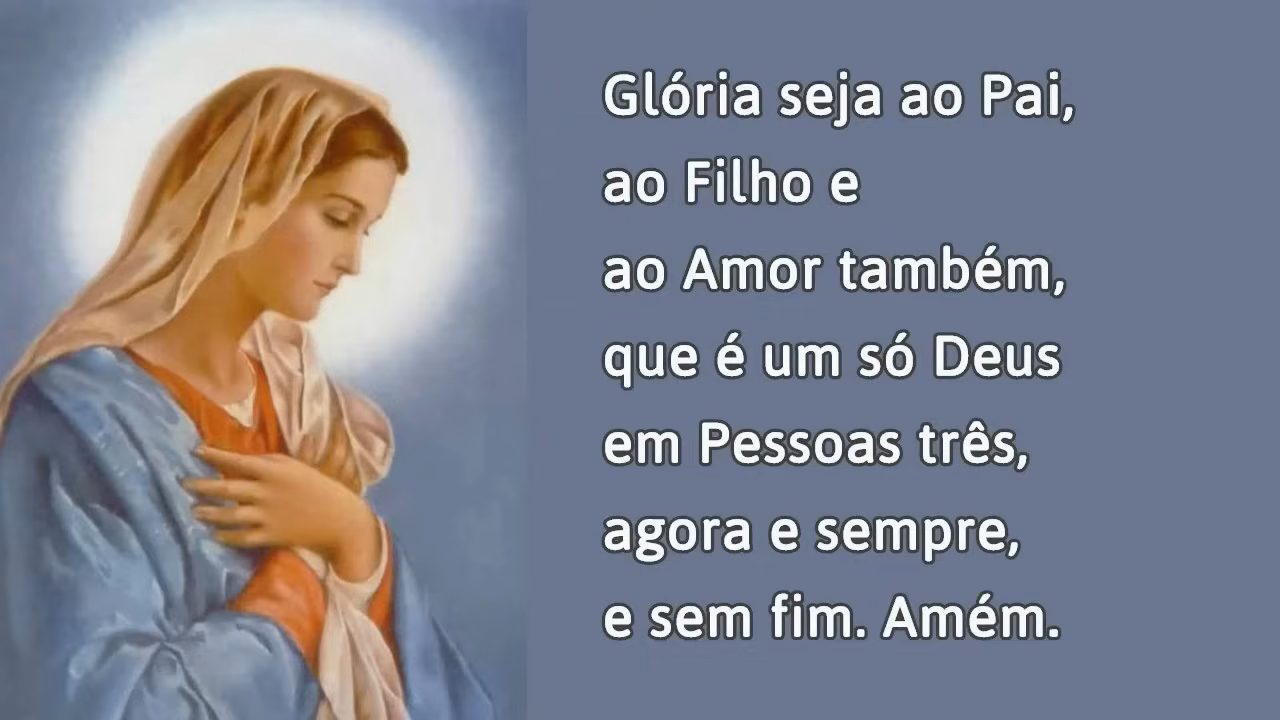 Glória seja ao Pai,
ao Filho e
ao Amor também,
que é um só Deus
em Pessoas três,
agora e sempre,
e sem fim. Amém.